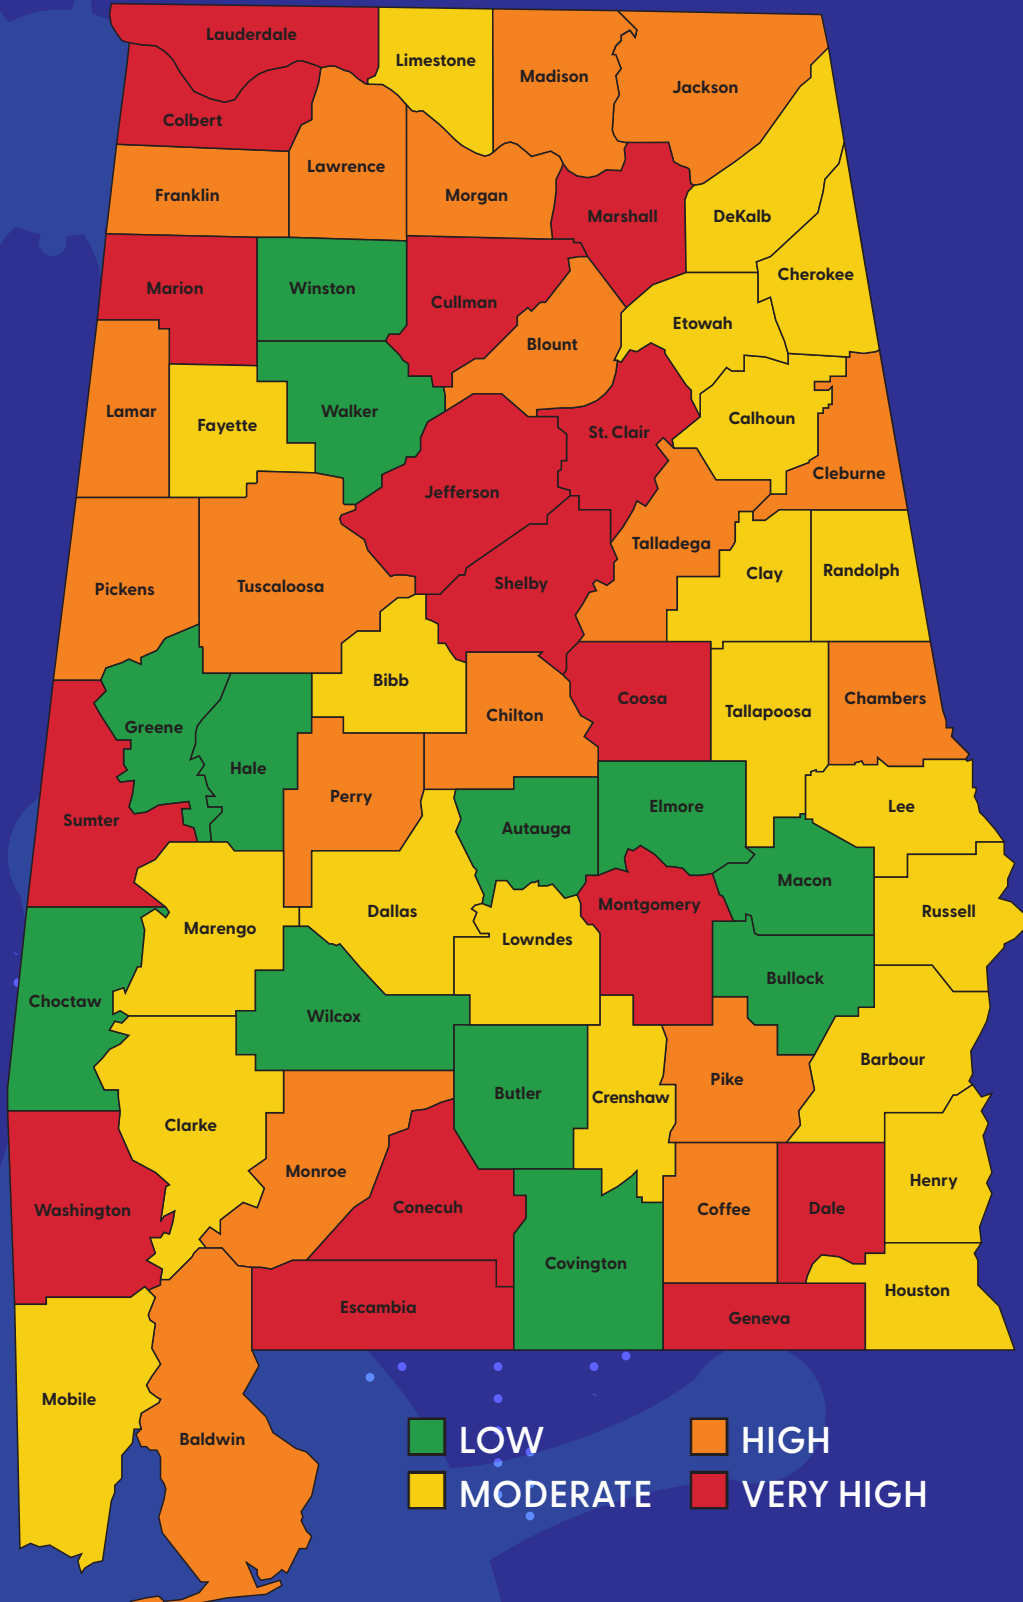 Lauderdale
Limestone
Madison
Jackson
Colbert
Lawrence
Franklin
Morgan
Marshall
DeKalb
Cherokee
Marion
Winston
Cullman
Etowah
Blount
Lamar
Fayette
Walker
Calhoun
St. Clair
Cleburne
Jefferson
Talladega
Pickens
Tuscaloosa
Shelby
Clay
Randolph
Bibb
Coosa
Chambers
Tallapoosa
Chilton
Greene
Hale
Perry
Elmore
Lee
Sumter
Autauga
Macon
Montgomery
Dallas
Russell
Marengo
Lowndes
Bullock
Choctaw
Wilcox
Barbour
Pike
Butler
Crenshaw
Clarke
Monroe
Henry
Conecuh
Washington
Coffee
Dale
Covington
Houston
Escambia
Geneva
Mobile
Baldwin
LOW
HIGH
MODERATE
VERY HIGH